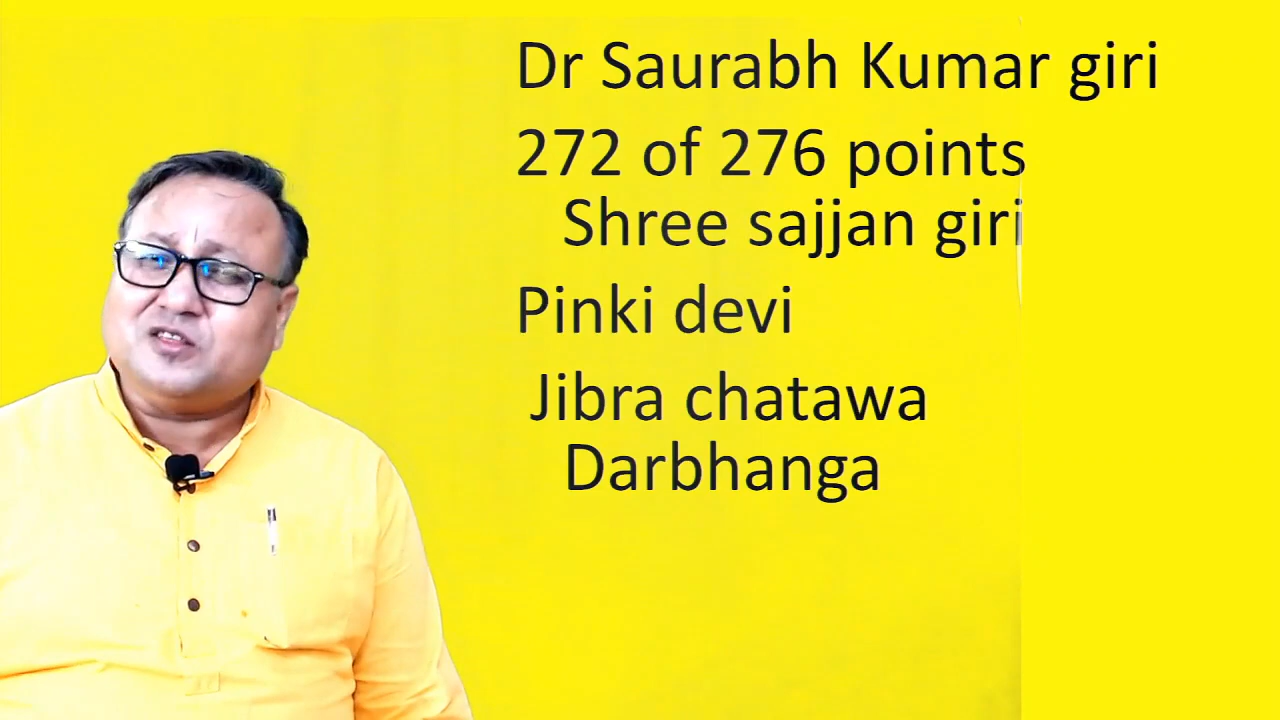 Dr Saurabh Kumar giri
272 of 276 points
Shree sajjan giri
Pinki devi
Jibra chatawa
Darbhanga